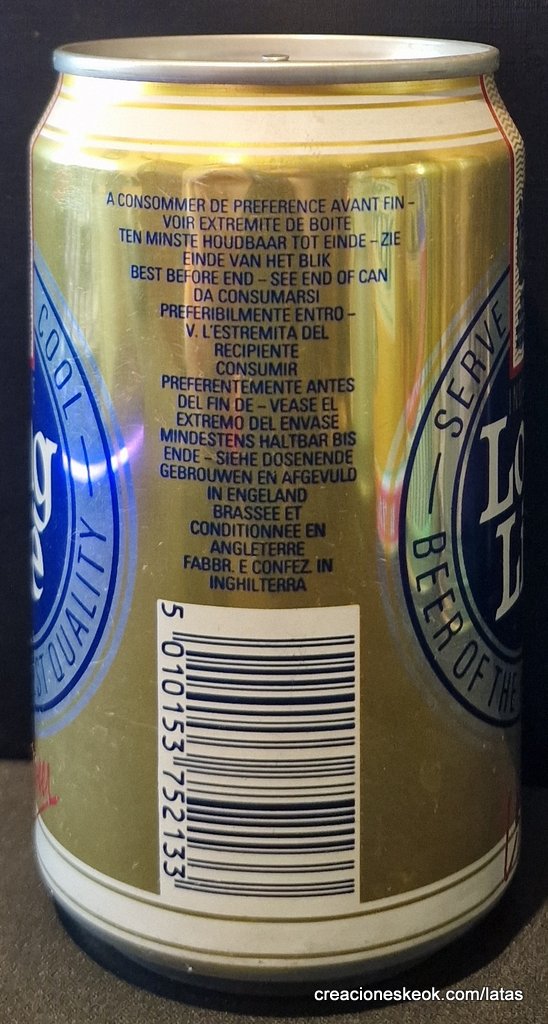 A CONSOMMER DE PREFERENCE AVANT FIN –
VOIR EXTREMITE DE BOITE
TEN MINSTE HOUDBAAR TOT EINDE – ZIE
EINDE VAN HET BLIK
BEST BEFORE END – SEE END OF CAN
DA CONSUMARSI
PREFERIBILMENTE ENTRO –
V. L'ESTREMITA DEL
RECIPIENTE
CONSUMIR
PREFERENTEMENTE ANTES
DEL FIN DE – VEASE EL
EXTREMO DEL ENVASE
MINDESTENS HALTBAR BIS
ENDE – SIEHE DOSENENDE
GEBROUWEN EN AFGEVULD
IN ENGELAND
BRASSEE ET
CONDITIONNEE EN
ANGLETERRE
FABBR. E CONFEZ. IN
INGHILTERRA
5 010153 752133
COOL –
QUALITY
– SERVE
BEER OF THE
creacioneskeok.com/latas